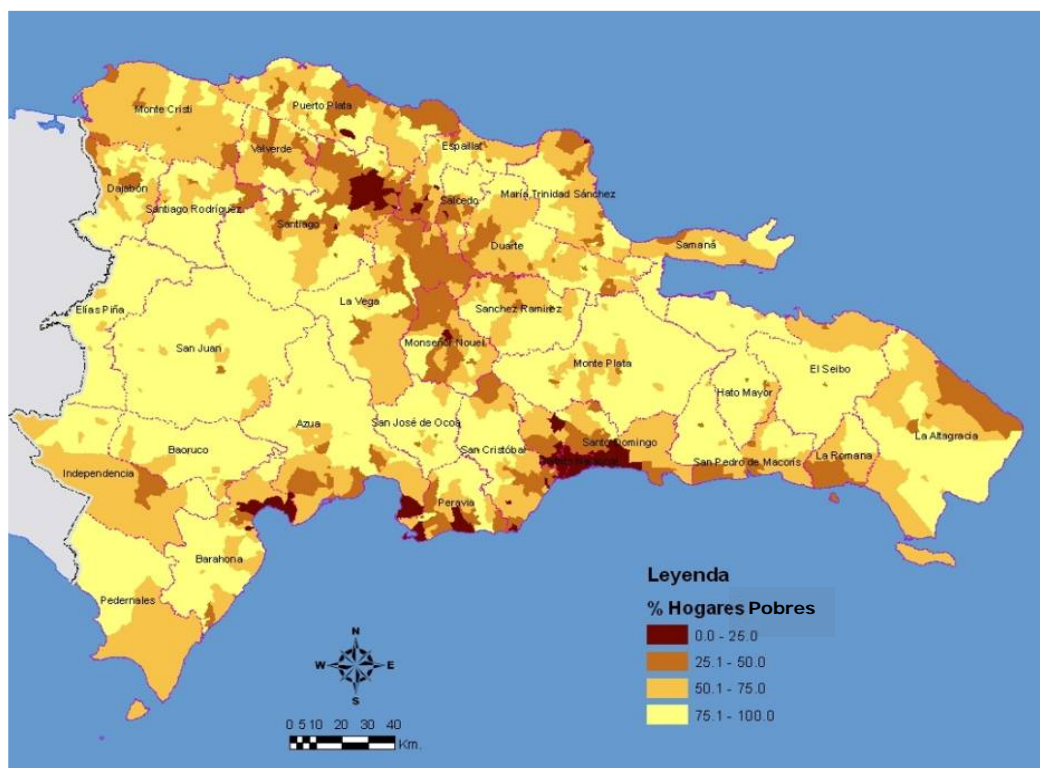 Monte Cristi
Puerto Plata
Espaillat
Valverde
Dajabón
Salcedo
María Trinidad Sánchez
Santiago Rodríguez
Santiago
Duarte
Samaná
La Vega
Elías Piña
Sanchez Ramirez
San Juan
Monseñor Nouel
Monte Plata
El Seibo
Hato Mayor
Azua
San José de Ocoa
La Altagracia
Santo Domingo
San Cristóbal
Baoruco
La Romana
San Pedro de Macorís
Independencia
Peravia
Barahona
Pedernales
Leyenda
% Hogares Pobres
0.0 - 25.0
25.1 - 50.0
50.1 - 75.0
75.1 - 100.0
N
W E
S
0 5 10 20 30 40
Km.